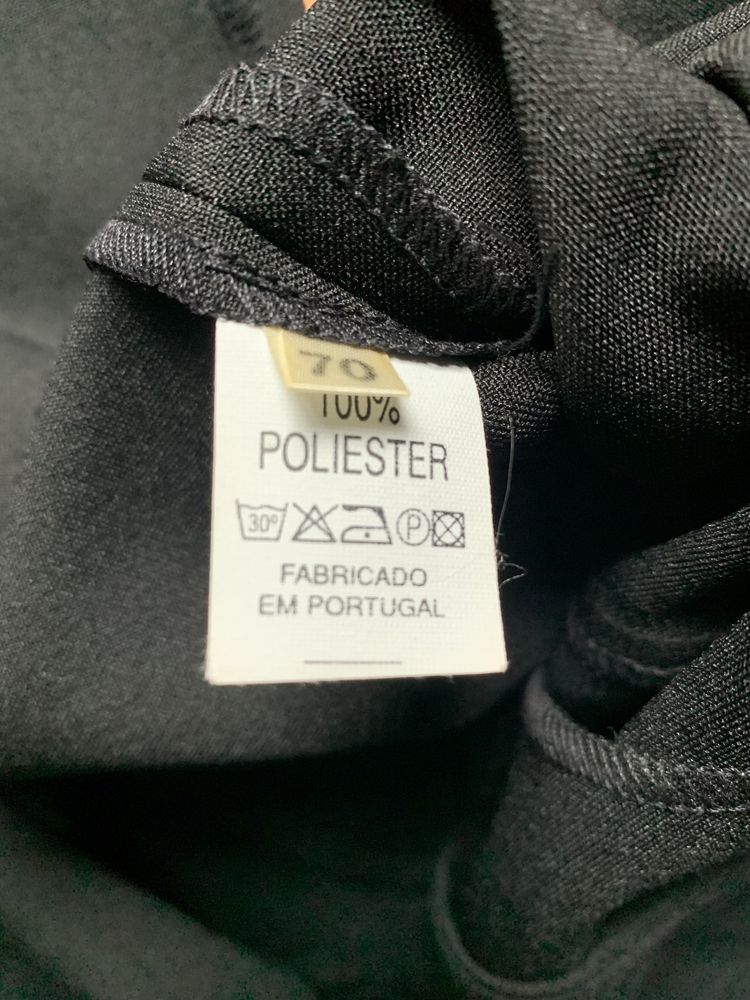 70
100%
POLIESTER
30° P
FABRICADO
EM PORTUGAL